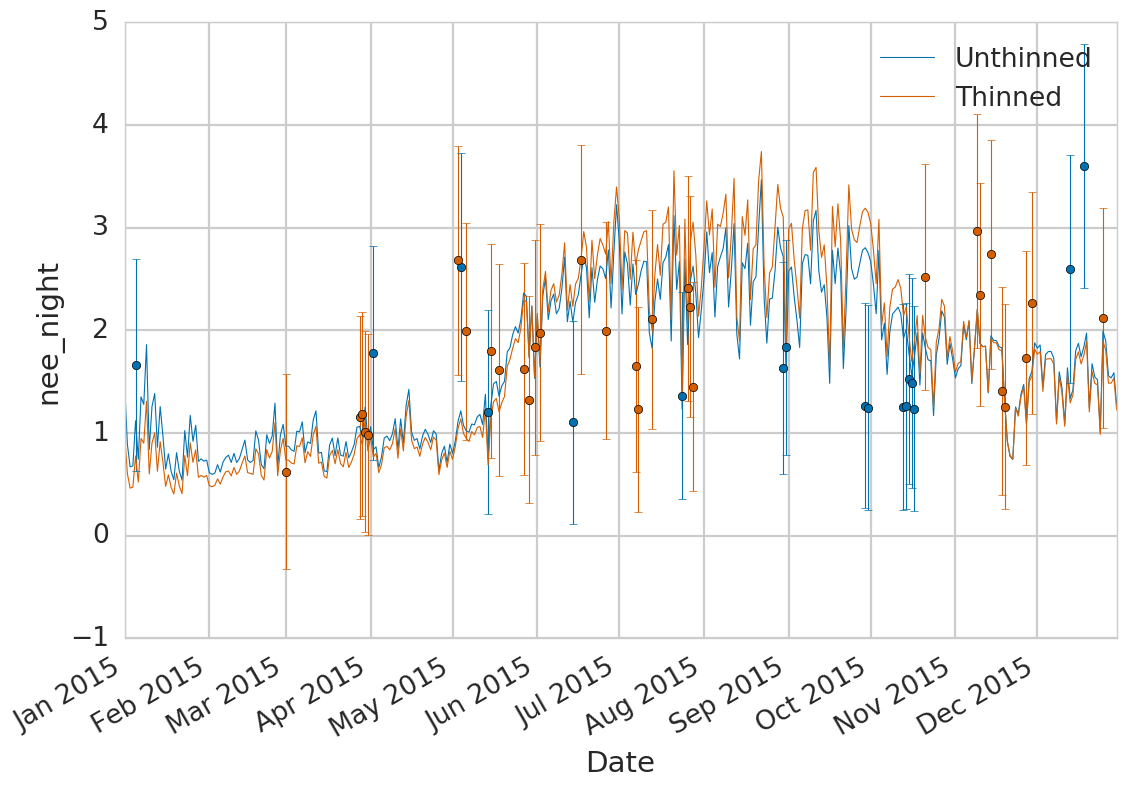 5
4
3
2
1
0
−1
nee_night
Unthinned
Thinned
Jan 2015
Feb 2015
Mar 2015
Apr 2015
May 2015
Jun 2015
Jul 2015
Aug 2015
Sep 2015
Oct 2015
Nov 2015
Dec 2015
Date